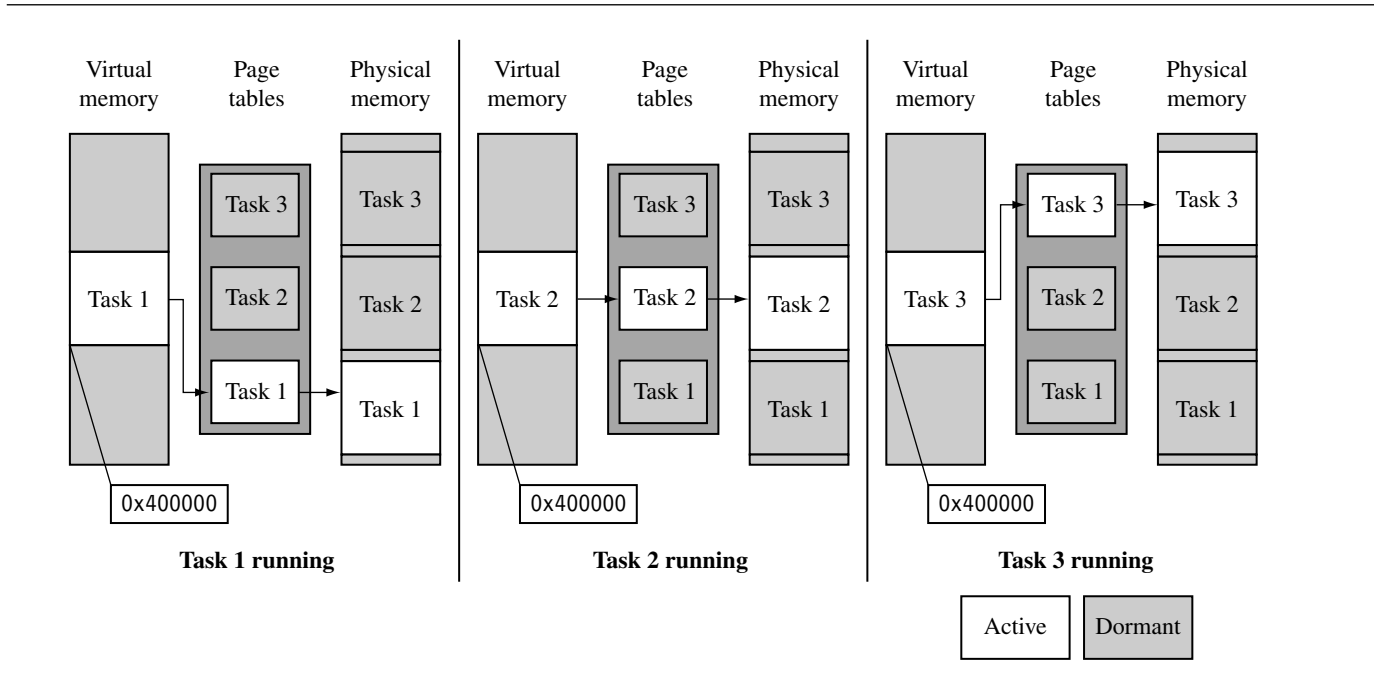 Virtual memory
Page tables
Physical memory
Task 3
Task 3
Task 1
Task 2
Task 2
Task 1
Task 1
0x400000
Task 1 running
Virtual memory
Page tables
Physical memory
Task 3
Task 3
Task 2
Task 2
Task 2
Task 1
Task 1
0x400000
Task 2 running
Virtual memory
Page tables
Physical memory
Task 3
Task 3
Task 3
Task 2
Task 2
Task 1
Task 1
0x400000
Task 3 running
Active
Dormant